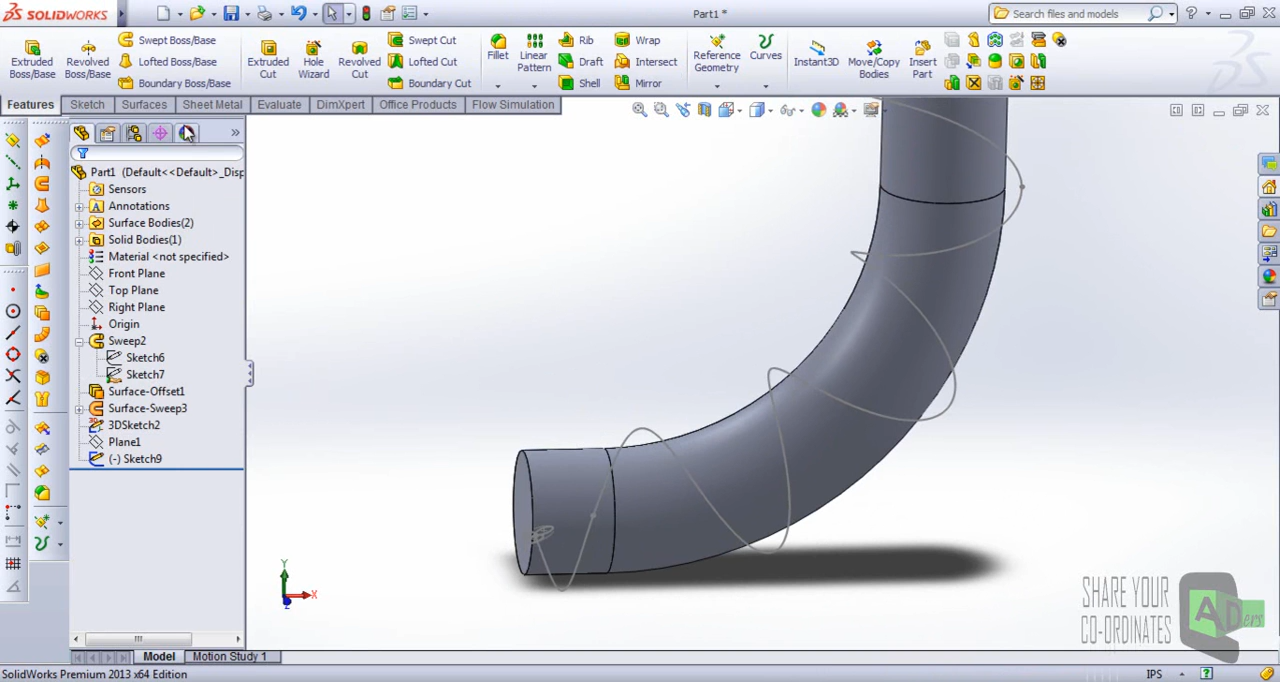 SOLIDWORKS
Part1 *
Search files and models
Extruded Boss/Base
Revolved Boss/Base
Swept Boss/Base
Lofted Boss/Base
Boundary Boss/Base
Extruded Cut
Hole Wizard
Revolved Cut
Swept Cut
Lofted Cut
Boundary Cut
Fillet
Linear Pattern
Rib
Draft
Shell
Wrap
Intersect
Mirror
Reference Geometry
Curves
Instant3D
Move/Copy Bodies
Insert Part
Features
Sketch
Surfaces
Sheet Metal
Evaluate
DimXpert
Office Products
Flow Simulation
Part1 (Default<<Default>_Disp
Sensors
Annotations
Surface Bodies(2)
Solid Bodies(1)
Material <not specified>
Front Plane
Top Plane
Right Plane
Origin
Sweep2
Sketch6
Sketch7
Surface-Offset1
Surface-Sweep3
3DSketch2
Plane1
(-) Sketch9
Y
X
Z
SHARE YOUR
CO-ORDINATES
ADers
Model
Motion Study 1
SolidWorks Premium 2013 x64 Edition
IPS